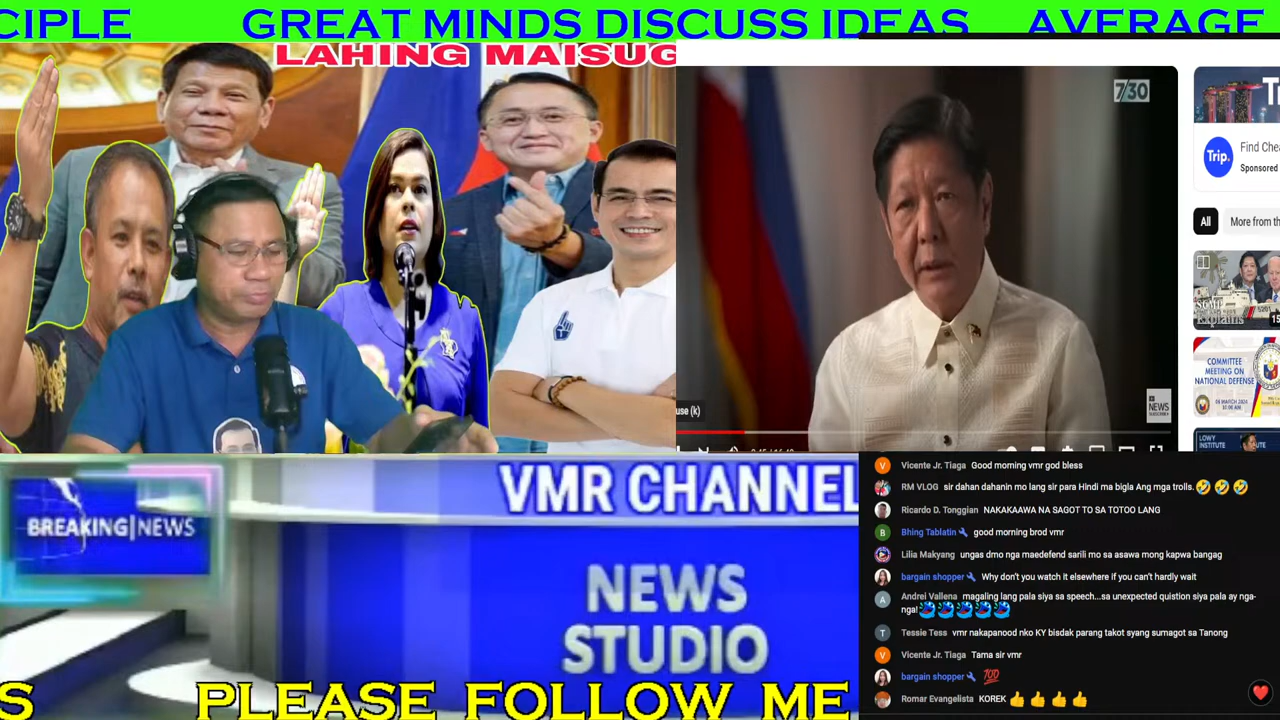 CIPLE GREAT MINDS DISCUSS IDEAS AVERAGE
LAHING MAISUG
7/30
Trip.
Find Chea
Sponsored
All
More from th
use (k)
NEWS
Explains
COMMITTEE
MEETING ON
NATIONAL DEFENSE
LOWY
INSTITUTE
BREAKING NEWS
VMR CHANNEL
NEWS
STUDIO
S PLEASE FOLLOW ME
Vicente Jr. Tiaga Good morning vmr god bless
RM VLOG sir dahan dahanin mo lang sir para Hindi ma bigla Ang mga trolls.🤣🤣🤣
Ricardo D. Tonggian NAKAKAAWA NA SAGOT TO SA TOTOO LANG
B
Bhing Tablatin good morning brod vmr
Lilia Makyang ungas dmo nga maedefend sarili mo sa asawa mong kapwa bangag
bargain shopper Why don't you watch it elsewhere if you can't hardly wait
Andrei Vallena magaling lang pala siya sa speech...sa unexpected quistion siya pala ay nga-
nga!
Tessie Tess vmr nakapanood nko KY bisdak parang takot syang sumagot sa Tanong
Vicente Jr. Tiaga Tama sir vmr
bargain shopper 💯
Romar Evangelista KOREK👍👍👍👍